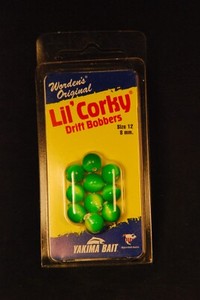 Worden's
Original
Lil' Corky®
Drift Bobbers
Size 12
8 mm.
YAKIMA BAIT